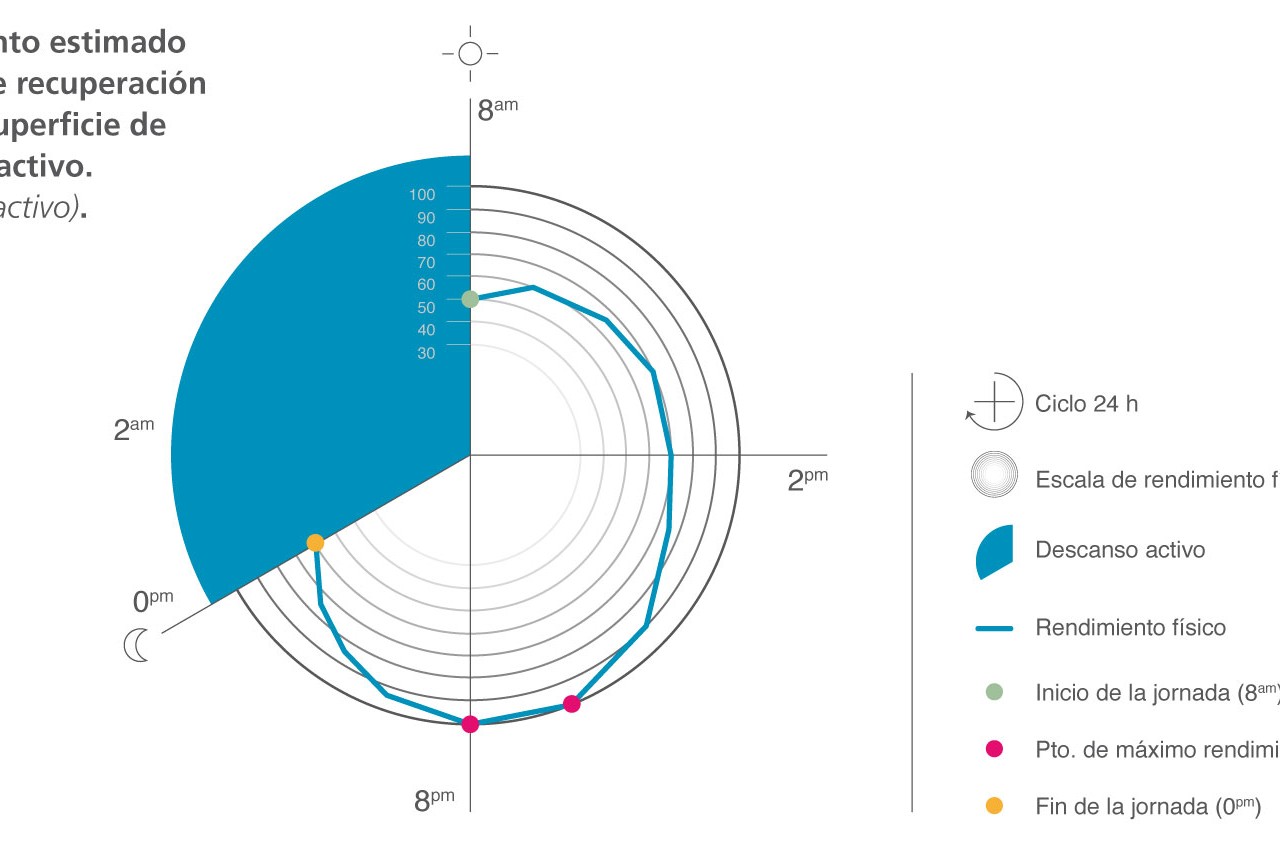 nto estimado
e recuperación
uperficie de
activo.
activo).
8am
100
90
80
70
60
50
40
30
2am
2pm
0pm
8pm
Ciclo 24 h
Escala de rendimiento f
Descanso activo
Rendimiento físico
Inicio de la jornada (8am)
Pto. de máximo rendimi
Fin de la jornada (0pm)